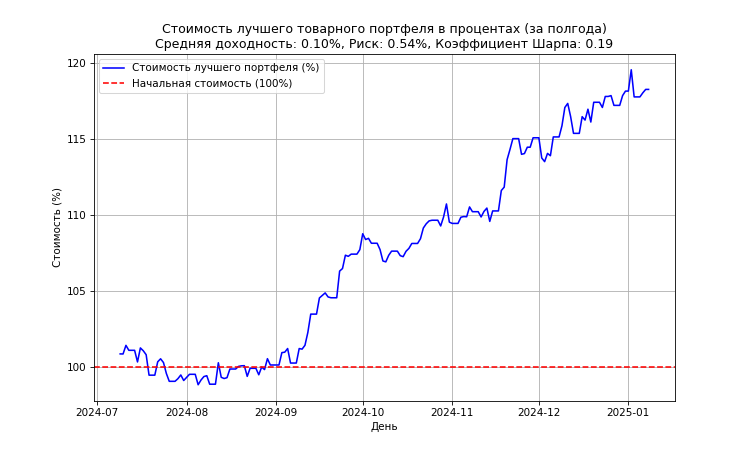 Стоимость лучшего товарного портфеля в процентах (за полгода)
Средняя доходность: 0.10%, Риск: 0.54%, Коэффициент Шарпа: 0.19
Стоимость лучшего портфеля (%)
Начальная стоимость (100%)
Стоимость (%)
120
115
110
105
100
2024-07 2024-08 2024-09 2024-10 2024-11 2024-12 2025-01
День